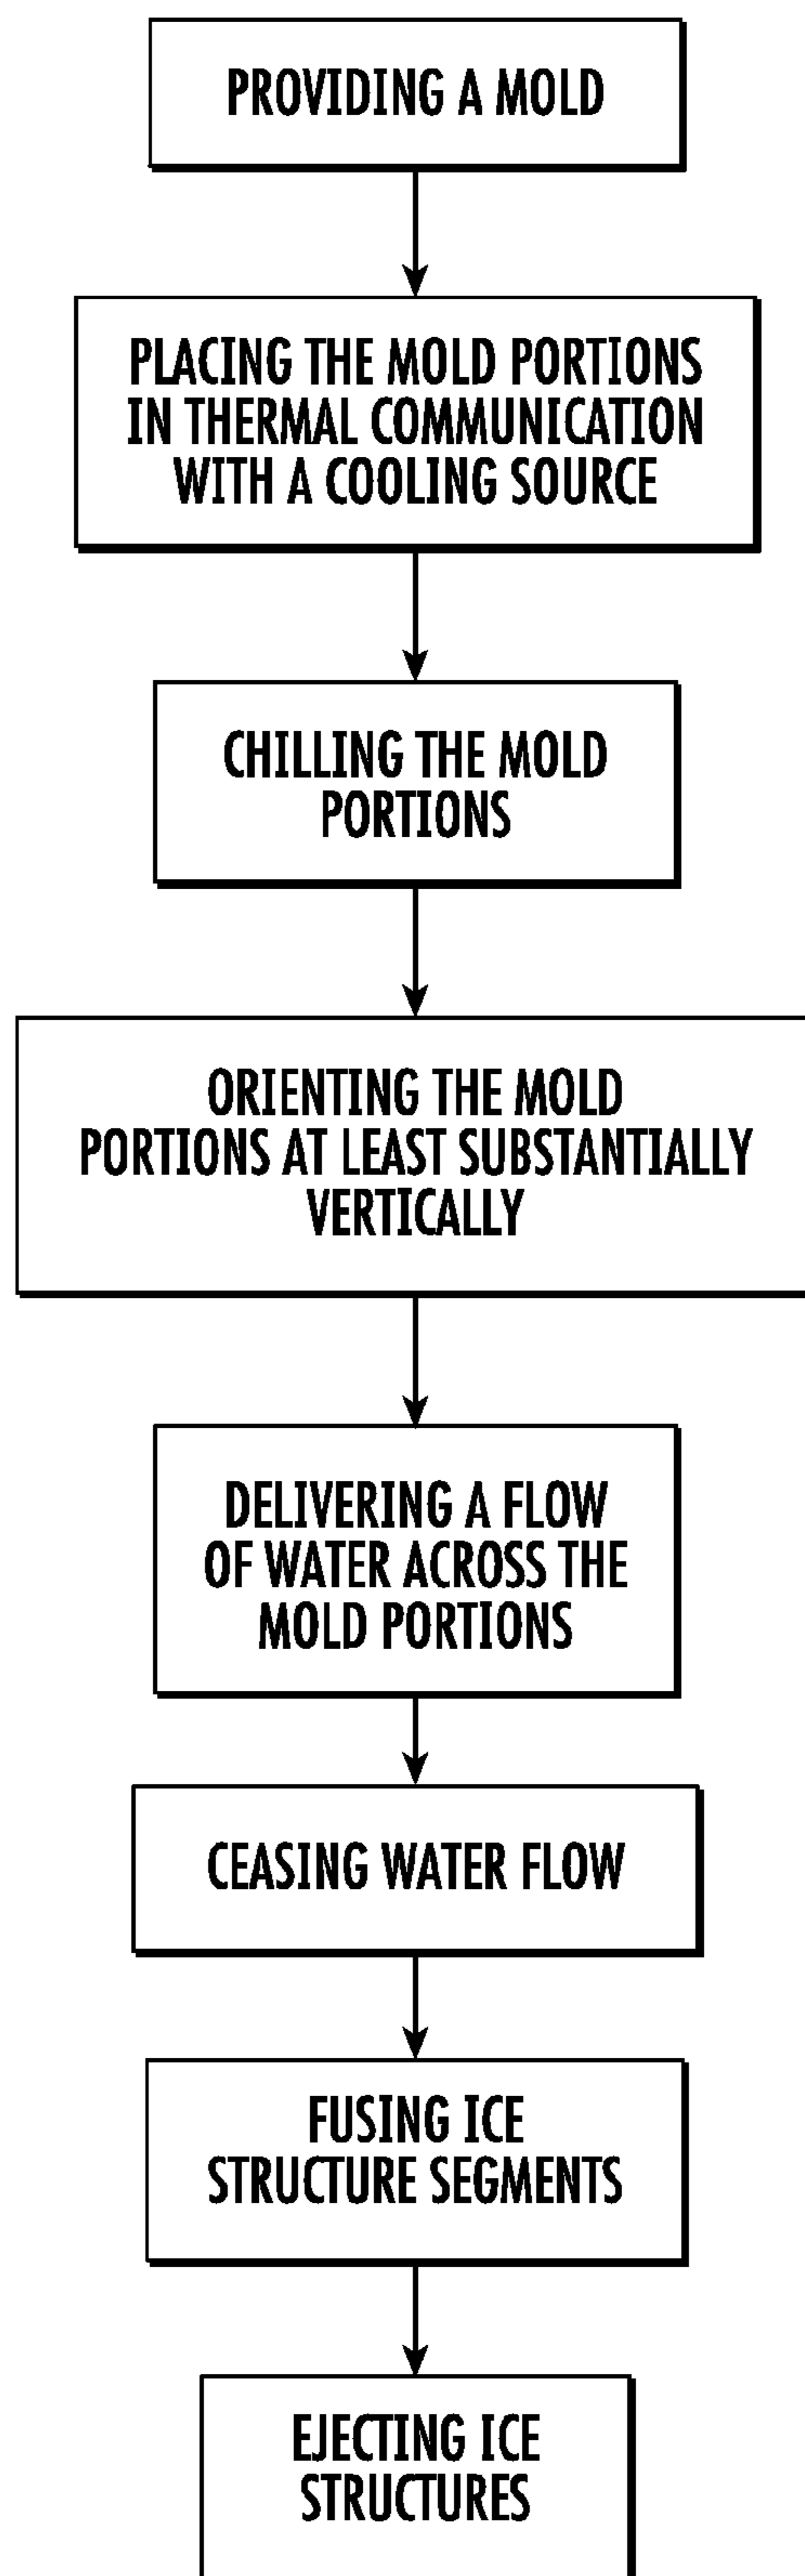 PROVIDING A MOLD
PLACING THE MOLD PORTIONS
IN THERMAL COMMUNICATION
WITH A COOLING SOURCE
CHILLING THE MOLD
PORTIONS
ORIENTING THE MOLD
PORTIONS AT LEAST SUBSTANTIALLY
VERTICALLY
DELIVERING A FLOW
OF WATER ACROSS THE
MOLD PORTIONS
CEASING WATER FLOW
FUSING ICE
STRUCTURE SEGMENTS
EJECTING ICE
STRUCTURES